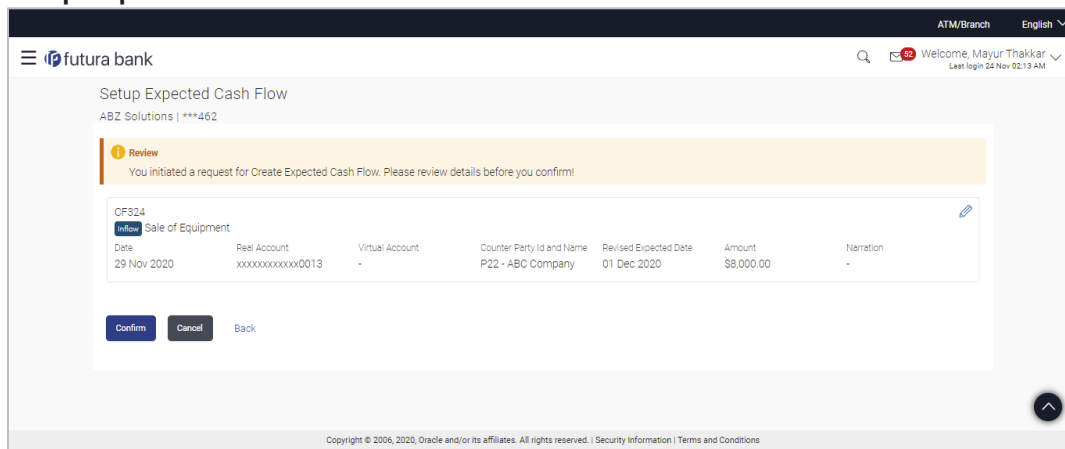 ATM/Branch English
futura bank
52 Welcome, Mayur Thakkar
Last login 24 Nov 02:13 AM
Setup Expected Cash Flow
ABZ Solutions | ***462
Review
You initiated a request for Create Expected Cash Flow. Please review details before you confirm!
CF324
Inflow Sale of Equipment
Date Real Account Virtual Account Counter Party Id and Name Revised Expected Date Amount Narration
29 Nov 2020 xxxxxxxxxxxx0013 - P22 - ABC Company 01 Dec 2020 $8,000.00 -
Confirm Cancel Back
Copyright © 2006, 2020, Oracle and/or its affiliates. All rights reserved. | Security Information | Terms and Conditions